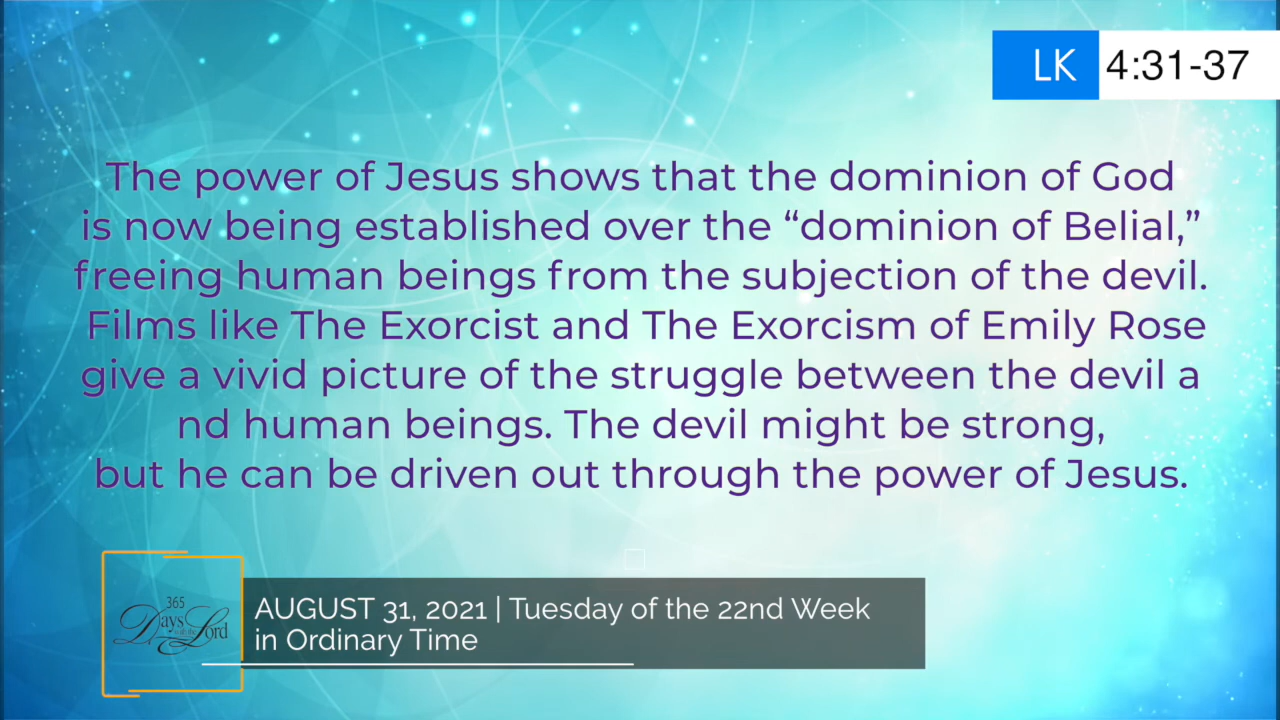 LK 4:31-37
The power of Jesus shows that the dominion of God
is now being established over the “dominion of Belial,”
freeing human beings from the subjection of the devil.
Films like The Exorcist and The Exorcism of Emily Rose
give a vivid picture of the struggle between the devil a
nd human beings. The devil might be strong,
but he can be driven out through the power of Jesus.
365
Days
Lord
AUGUST 31, 2021 | Tuesday of the 22nd Week
in Ordinary Time